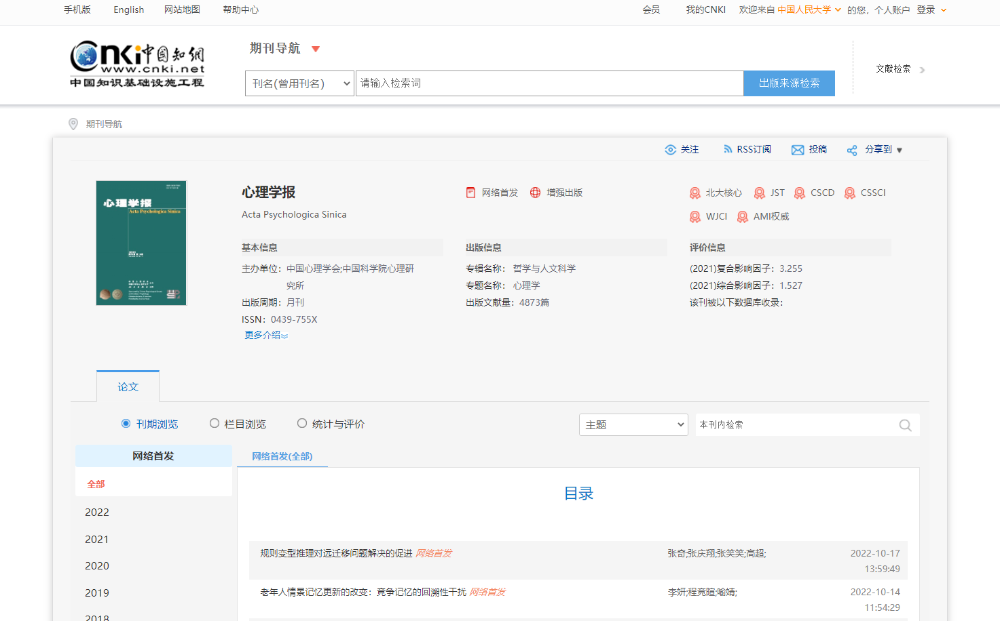 手机版 English 网站地图 帮助中心 会员 我的CNKI 欢迎来自 中国人民大学 的您，个人账户 登录
CNKI中国知网
www.cnki.net
中国知识基础设施工程
期刊导航
刊名(曾用刊名) 请输入检索词 出版来源检索
文献检索
期刊导航
关注 RSS订阅 投稿 分享到
心理学报
Acta Psychologica Sinica
心理学报
Acta Psychologica Sinica
网络首发 增强出版
北大核心 JST CSCD CSSCI
WJCI AMI权威
基本信息
主办单位：中国心理学会;中国科学院心理研
究所
出版周期：月刊
ISSN：0439-755X
更多介绍
出版信息
专辑名称：哲学与人文科学
专题名称：心理学
出版文献量：4873篇
评价信息
(2021)复合影响因子：3.255
(2021)综合影响因子：1.527
该刊被以下数据库收录：
论文
刊期浏览 栏目浏览 统计与评价 主题 本刊内检索
网络首发
全部
2022
2021
2020
2019
2018
网络首发(全部)
目录
规则变型推理对远迁移问题解决的促进 网络首发 张奇;张庆翔;张笑笑;高超; 2022-10-17
13:59:49
老年人情景记忆更新的改变：竞争记忆的回溯性干扰 网络首发 李妍;程竞暄;喻婧; 2022-10-14
11:54:29